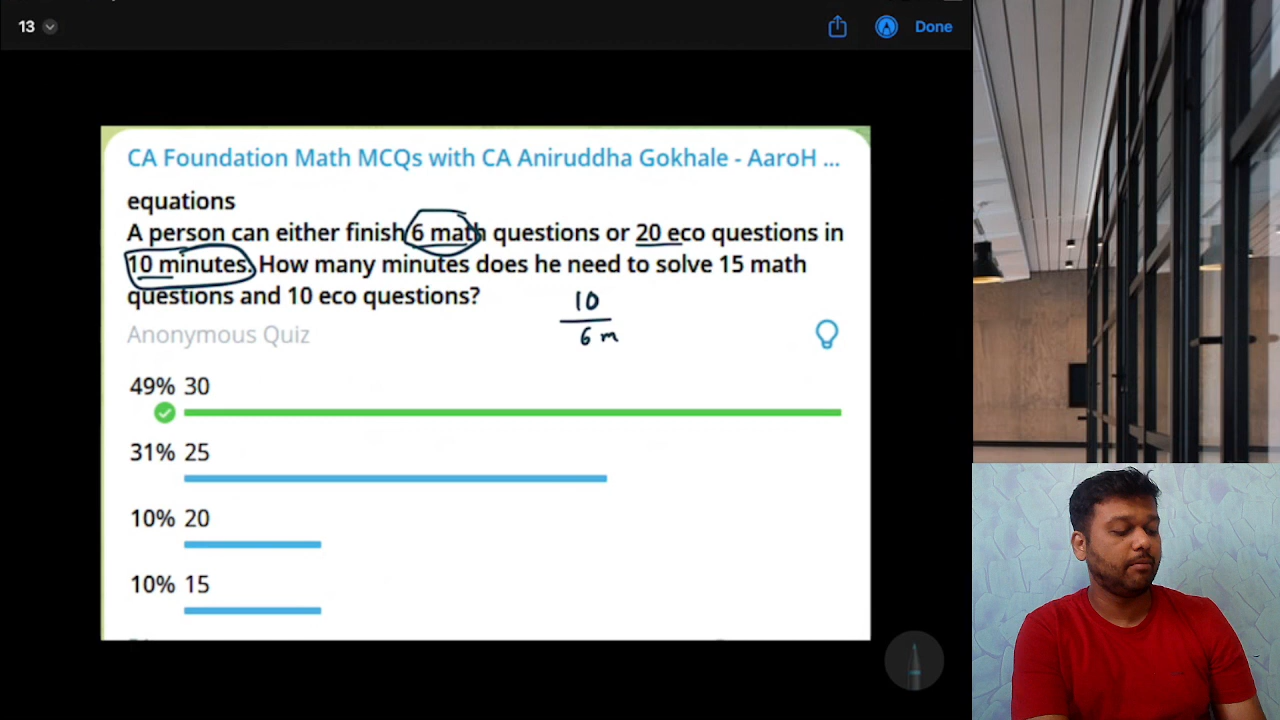 13
Done
CA Foundation Math MCQs with CA Aniruddha Gokhale - AaroH ...
equations
A person can either finish 6 math questions or 20 eco questions in
10 minutes. How many minutes does he need to solve 15 math
questions and 10 eco questions?
10
6 m
Anonymous Quiz
49% 30
31% 25
10% 20
10% 15